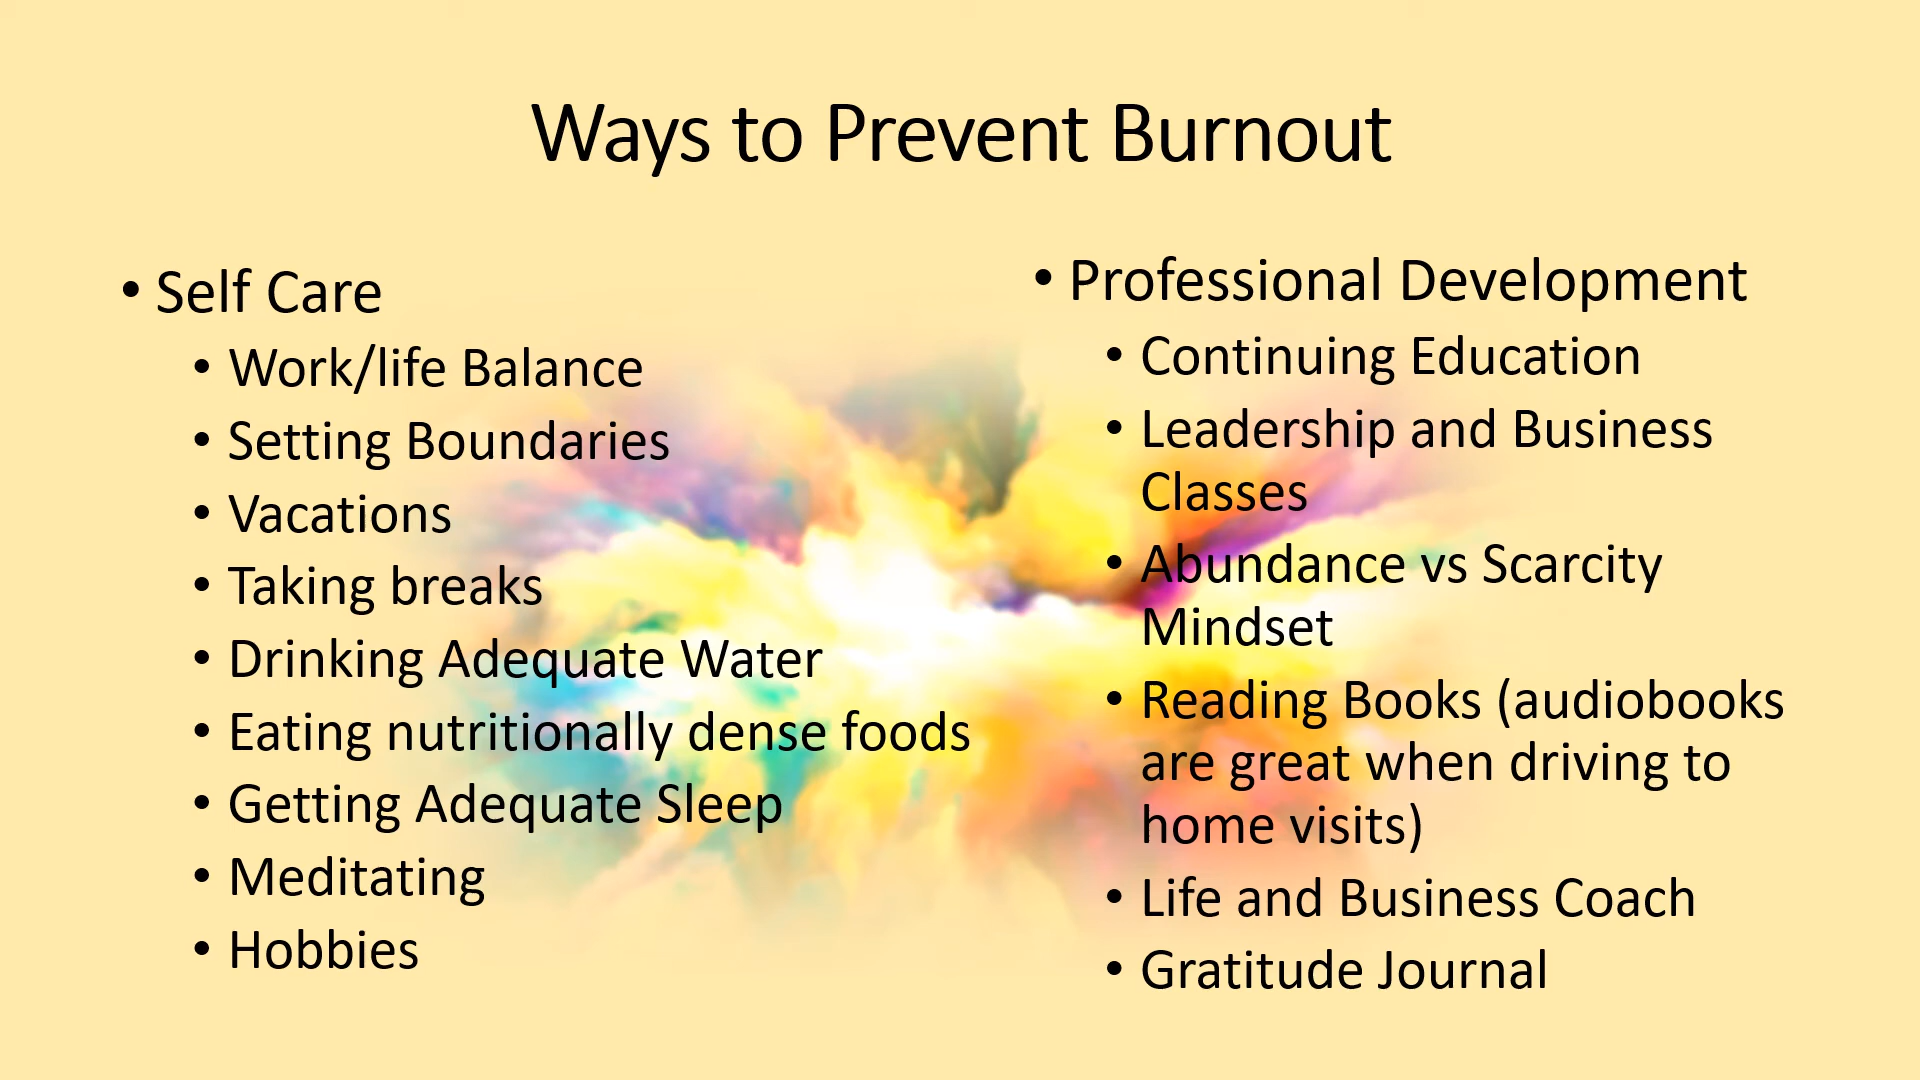 Ways to Prevent Burnout
• Self Care
• Work/life Balance
• Setting Boundaries
• Vacations
• Taking breaks
• Drinking Adequate Water
• Eating nutritionally dense foods
• Getting Adequate Sleep
• Meditating
• Hobbies
• Professional Development
• Continuing Education
• Leadership and Business
Classes
• Abundance vs Scarcity
Mindset
• Reading Books (audiobooks
are great when driving to
home visits)
• Life and Business Coach
• Gratitude Journal